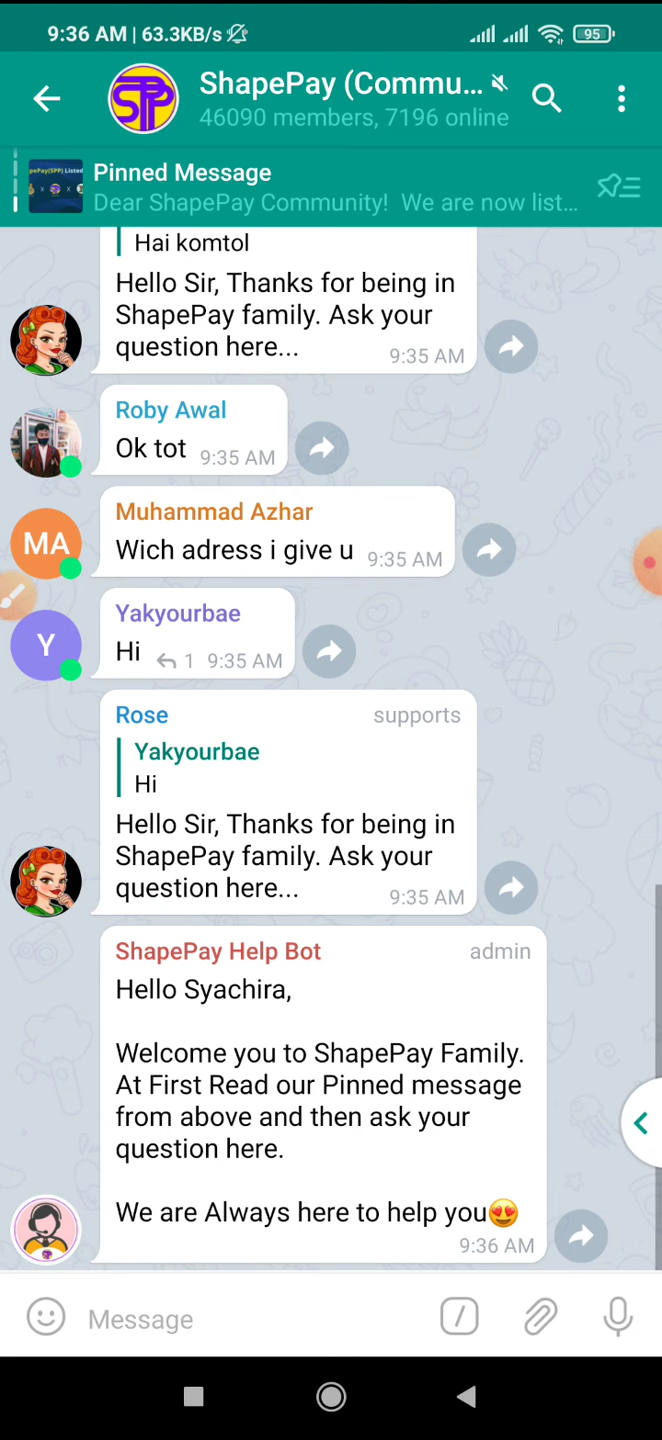 9:36 AM | 63.3KB/s
95
SPP
ShapePay (Commu...
46090 members, 7196 online
ePay(SPP) Listed
Pinned Message
Dear ShapePay Community! We are now list...
Hai komtol
Hello Sir, Thanks for being in
ShapePay family. Ask your
question here...
9:35 AM
Roby Awal
Ok tot 9:35 AM
MA
Muhammad Azhar
Wich adress i give u 9:35 AM
Y
Yakyourbae
Hi 1 9:35 AM
Rose supports
Yakyourbae
Hi
Hello Sir, Thanks for being in
ShapePay family. Ask your
question here...
9:35 AM
ShapePay Help Bot admin
Hello Syachira,
Welcome you to ShapePay Family.
At First Read our Pinned message
from above and then ask your
question here.
We are Always here to help you😍
9:36 AM
Message